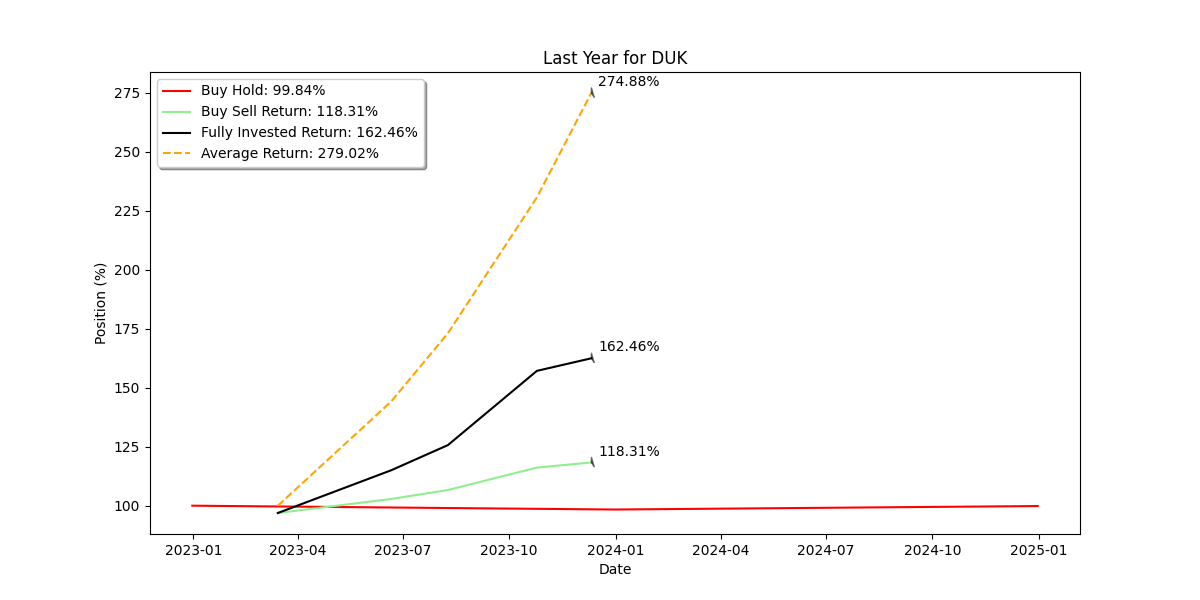 Last Year for DUK
Buy Hold: 99.84%
Buy Sell Return: 118.31%
Fully Invested Return: 162.46%
Average Return: 279.02%
274.88%
162.46%
118.31%
Position (%)
275
250
225
200
175
150
125
100
2023-01 2023-04 2023-07 2023-10 2024-01 2024-04 2024-07 2024-10 2025-01
Date